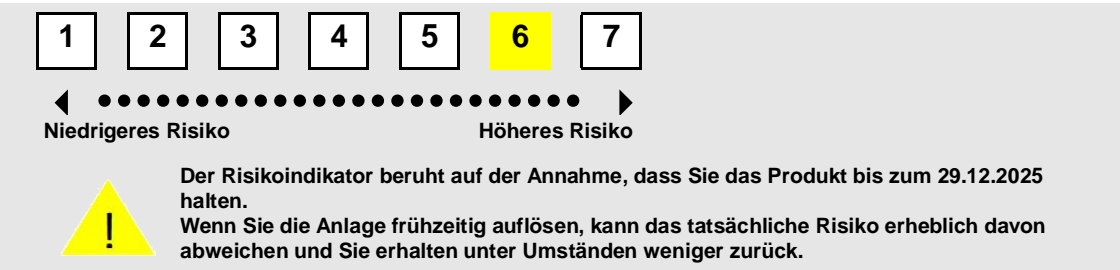 1 2 3 4 5 6 7
Niedrigeres Risiko Höheres Risiko
Der Risikoindikator beruht auf der Annahme, dass Sie das Produkt bis zum 29.12.2025
halten.
Wenn Sie die Anlage frühzeitig auflösen, kann das tatsächliche Risiko erheblich davon
abweichen und Sie erhalten unter Umständen weniger zurück.
!